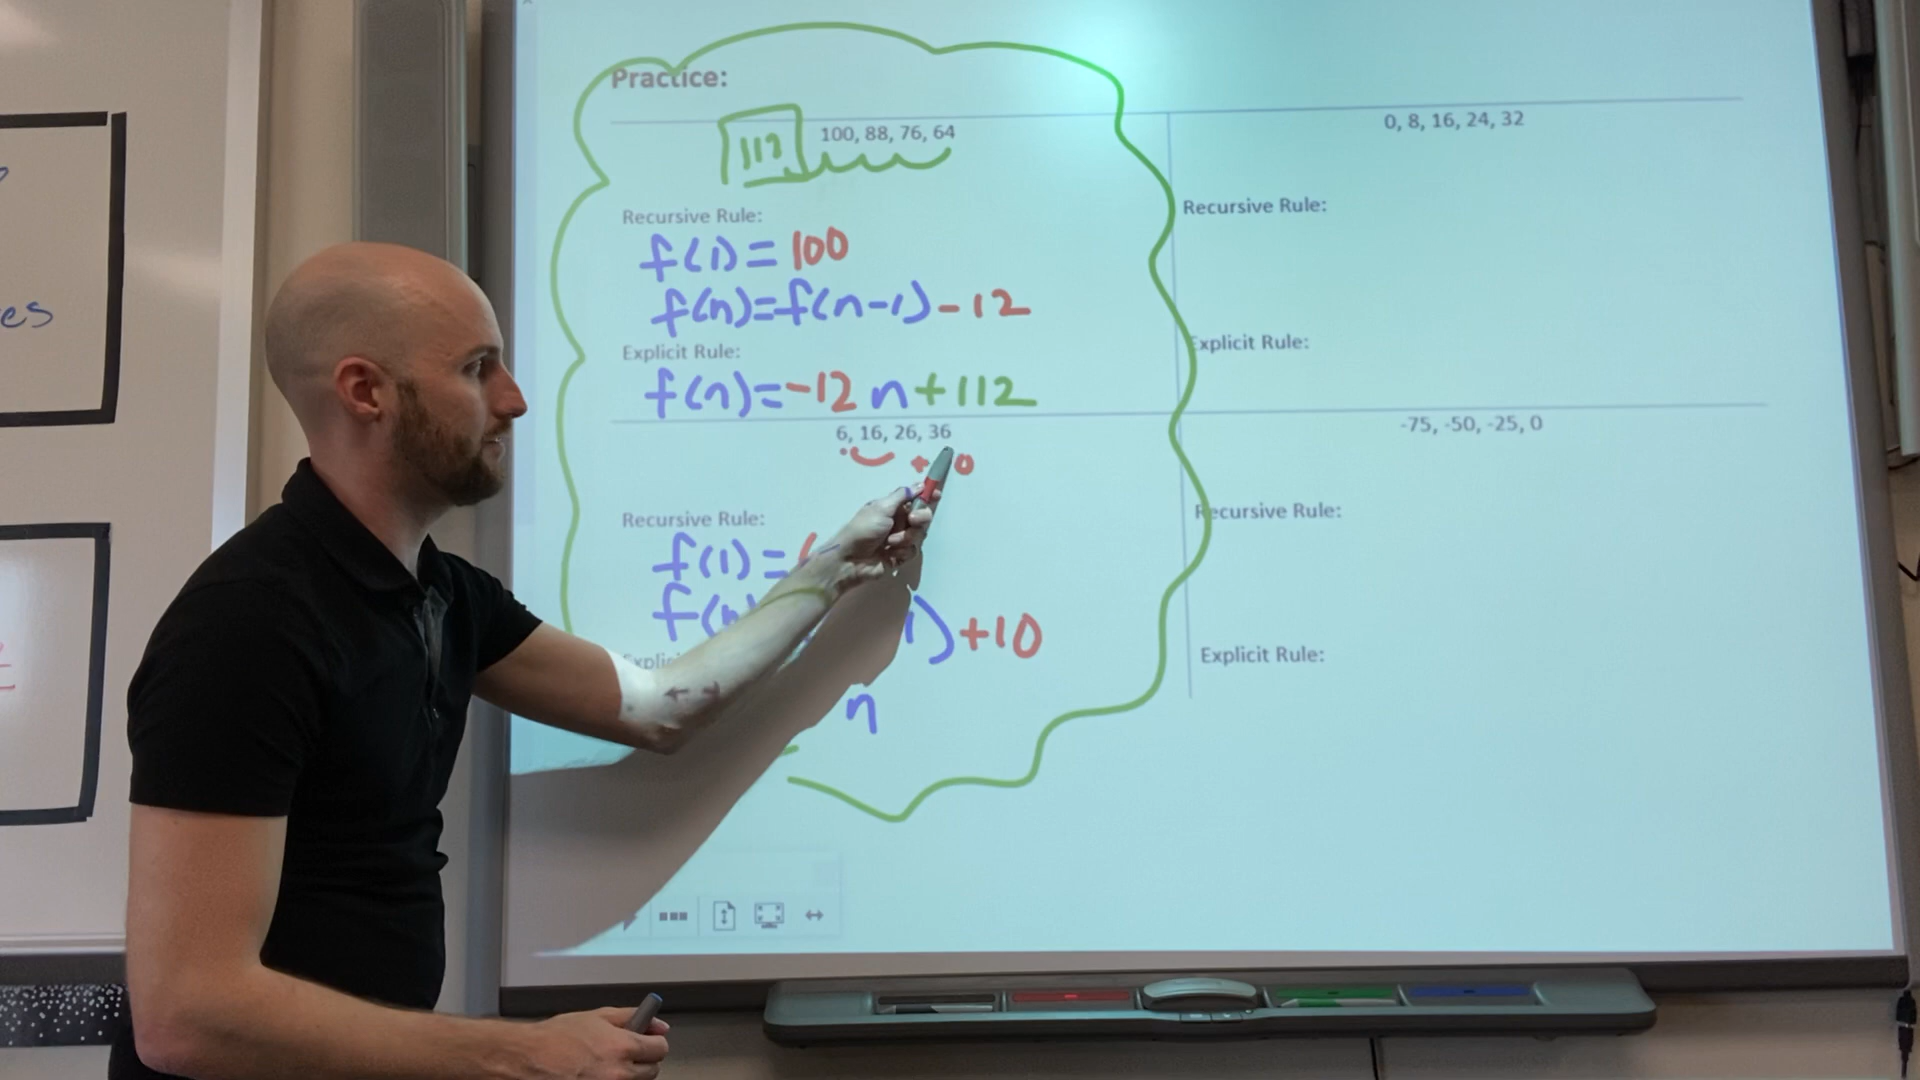 Practice:
100, 88, 76, 64
Recursive Rule:
f(1) = 100
f(n)=f(n-1) -12
Explicit Rule:
f(n)=-12n+112
6, 16, 26, 36
Recursive Rule:
f(1) =
+10
n
0, 8, 16, 24, 32
Recursive Rule:
Explicit Rule:
-75, -50, -25, 0
Recursive Rule:
Explicit Rule:
es